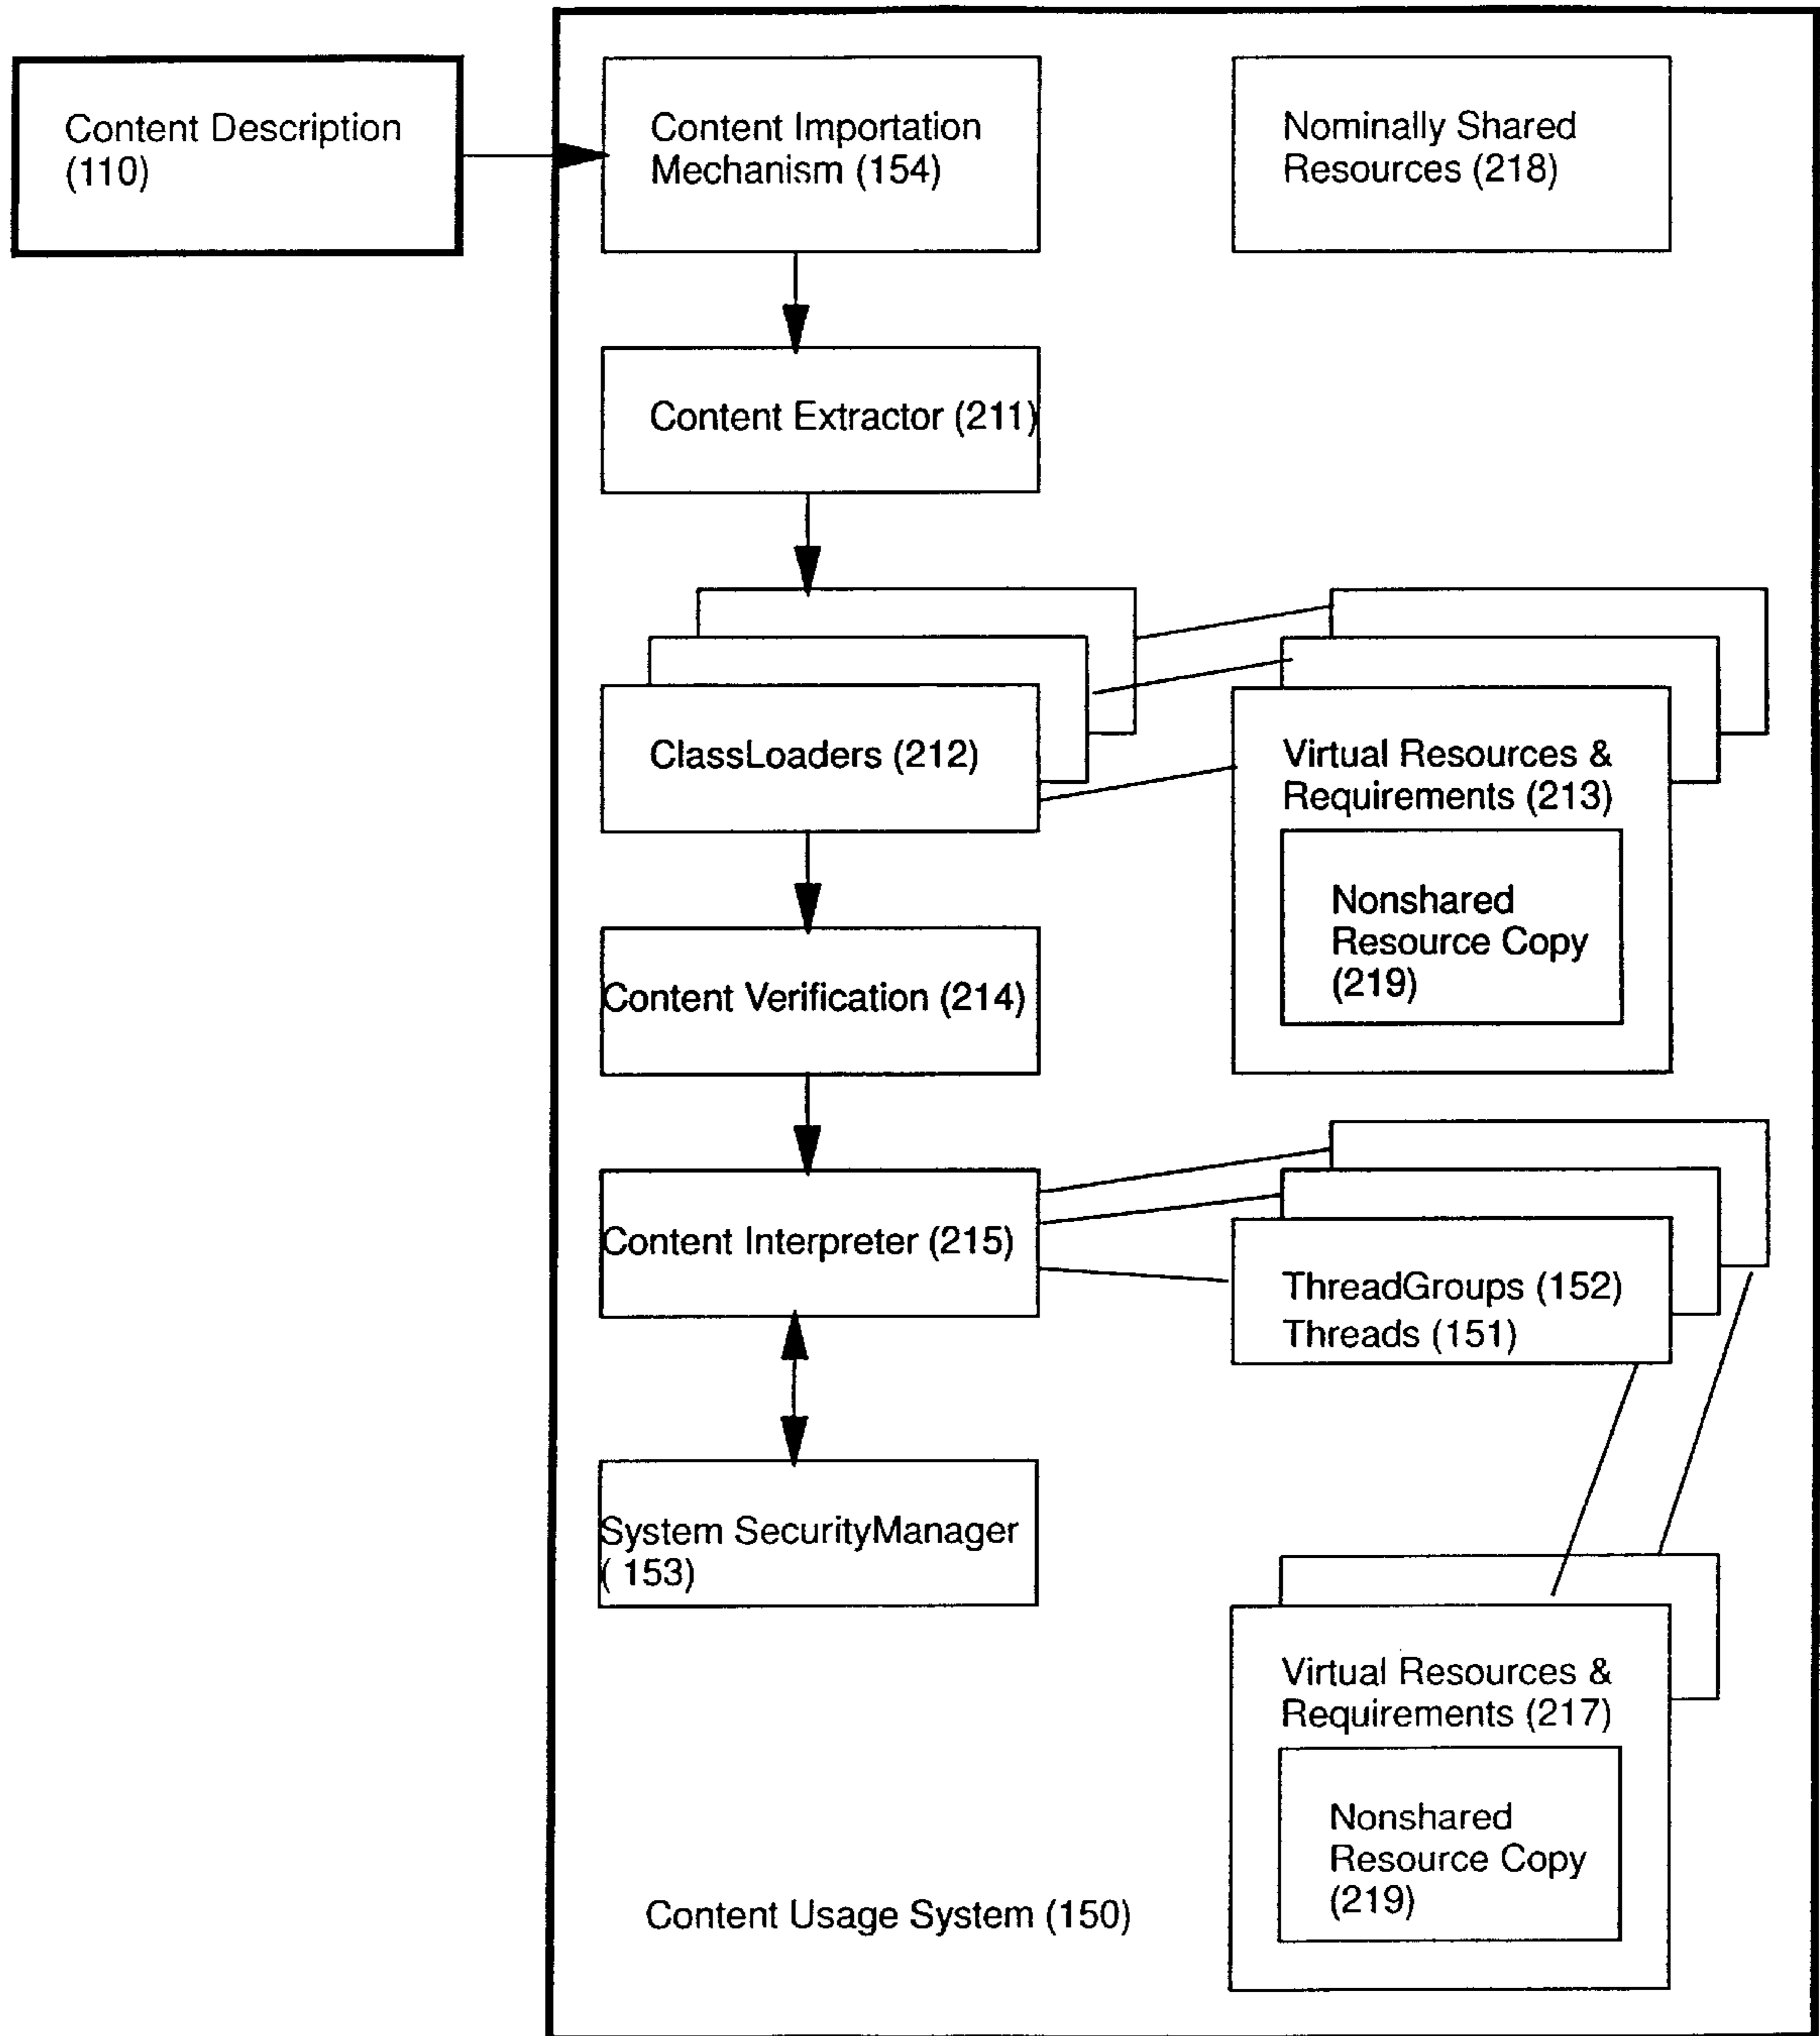 Content Description
(110)
Content Importation
Mechanism (154)
Nominally Shared
Resources (218)
Content Extractor (211)
ClassLoaders (212)
Virtual Resources &
Requirements (213)
Nonshared
Resource Copy
(219)
Content Verification (214)
Content Interpreter (215)
ThreadGroups (152)
Threads (151)
System SecurityManager
( 153)
Virtual Resources &
Requirements (217)
Nonshared
Resource Copy
(219)
Content Usage System (150)